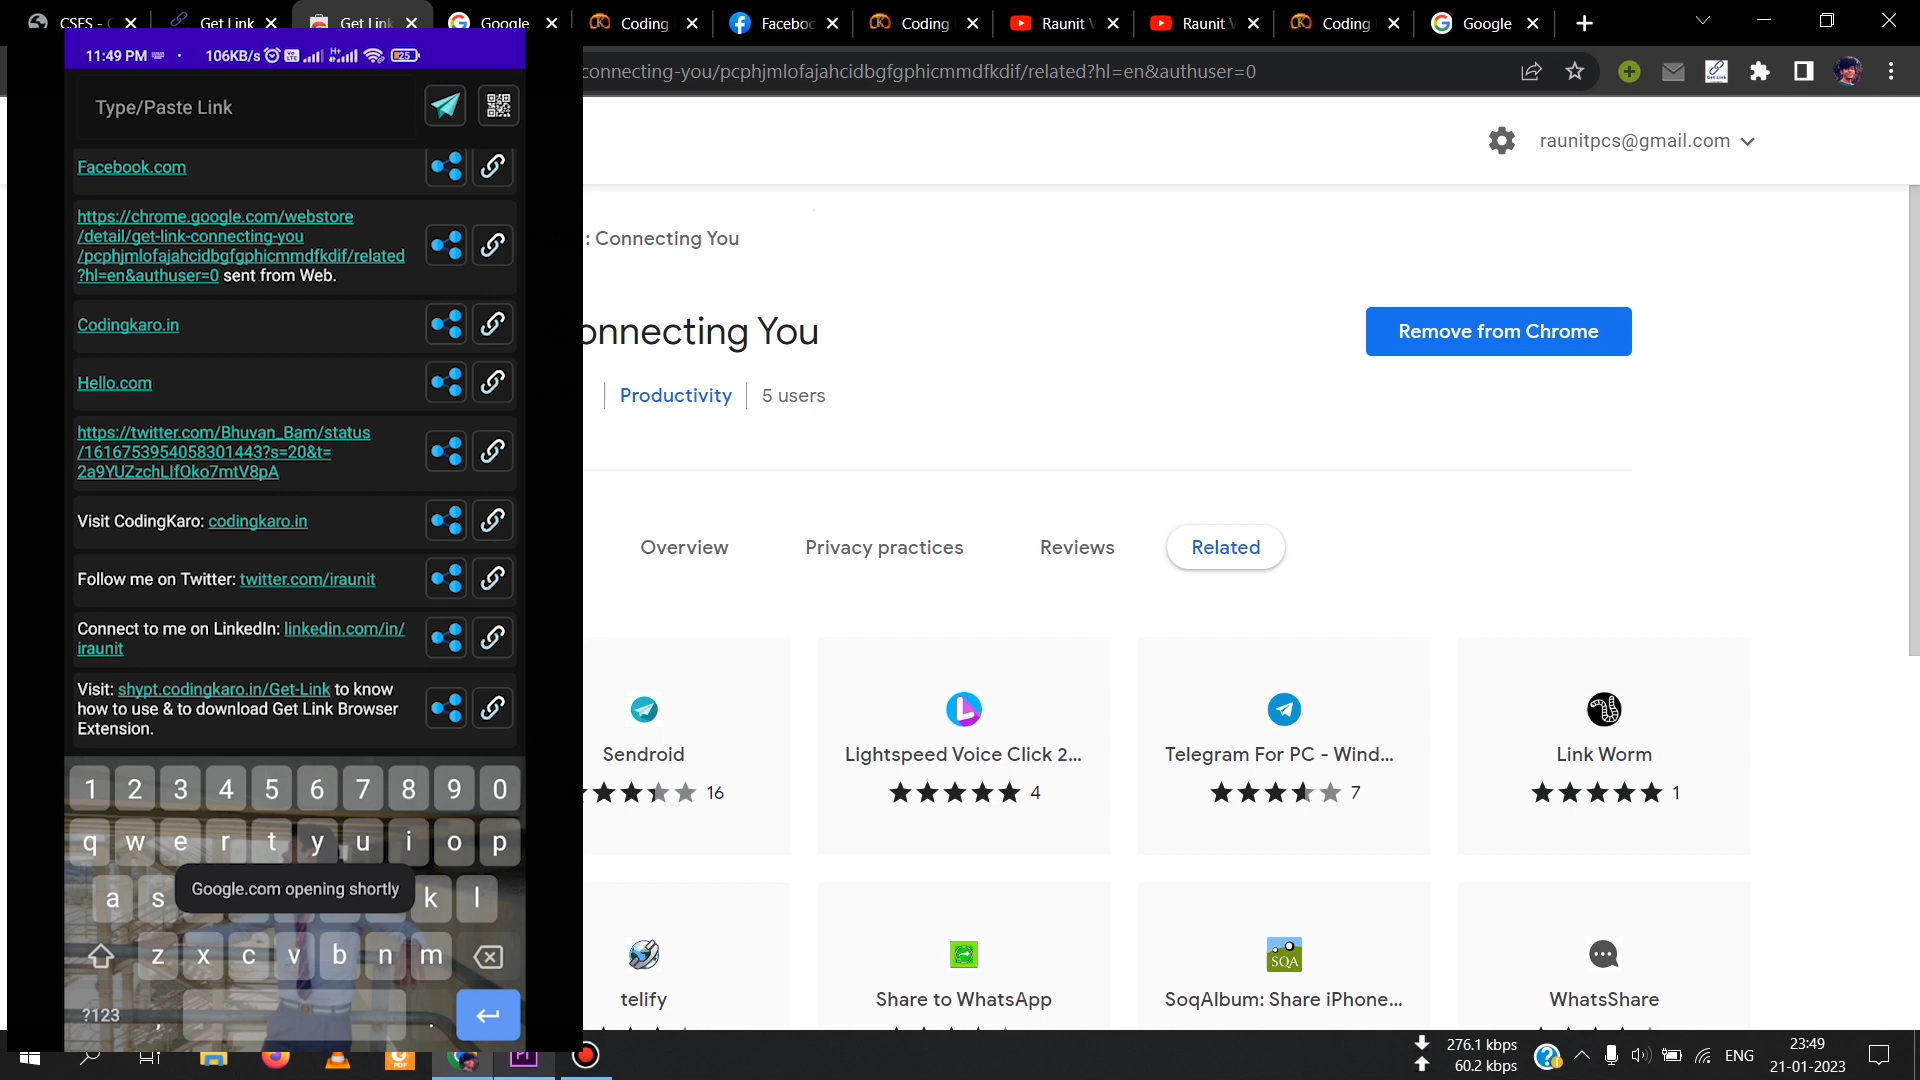 CSES -
Get Link
Get Link
Google
Coding
Faceboo
Coding
Raunit
Raunit
Coding
Google
11:49 PM
106KB/s
25
connecting-you/pcphjmlofajahcidbgfgphicmmdfkdif/related?hl=en&authuser=0
Type/Paste Link
raunitpcs@gmail.com
Facebook.com
https://chrome.google.com/webstore
/detail/get-link-connecting-you
/pcphjmlofajahcidbgfgphicmmdfkdif/related
?hl=en&authuser=0 sent from Web.
Codingkaro.in
Hello.com
https://twitter.com/Bhuvan_Bam/status
/1616753954058301443?s=20&t=
2a9YUZzchLIfOko7mtV8pA
Visit CodingKaro: codingkaro.in
Follow me on Twitter: twitter.com/iraunit
Connect to me on LinkedIn: linkedin.com/in/
iraunit
Visit: shypt.codingkaro.in/Get-Link to know
how to use & to download Get Link Browser
Extension.
1 2 3 4 5 6 7 8 9 0
q w e r t y u i o p
a s k l
Google.com opening shortly
z x c v b n m
?123 , .
: Connecting You
onnecting You
Remove from Chrome
Productivity
5 users
Overview
Privacy practices
Reviews
Related
Sendroid
16
Lightspeed Voice Click 2...
4
Telegram For PC - Wind...
7
Link Worm
1
telify
Share to WhatsApp
SQA
SoqAlbum: Share iPhone...
WhatsShare
276.1 kbps
60.2 kbps
ENG
23:49
21-01-2023